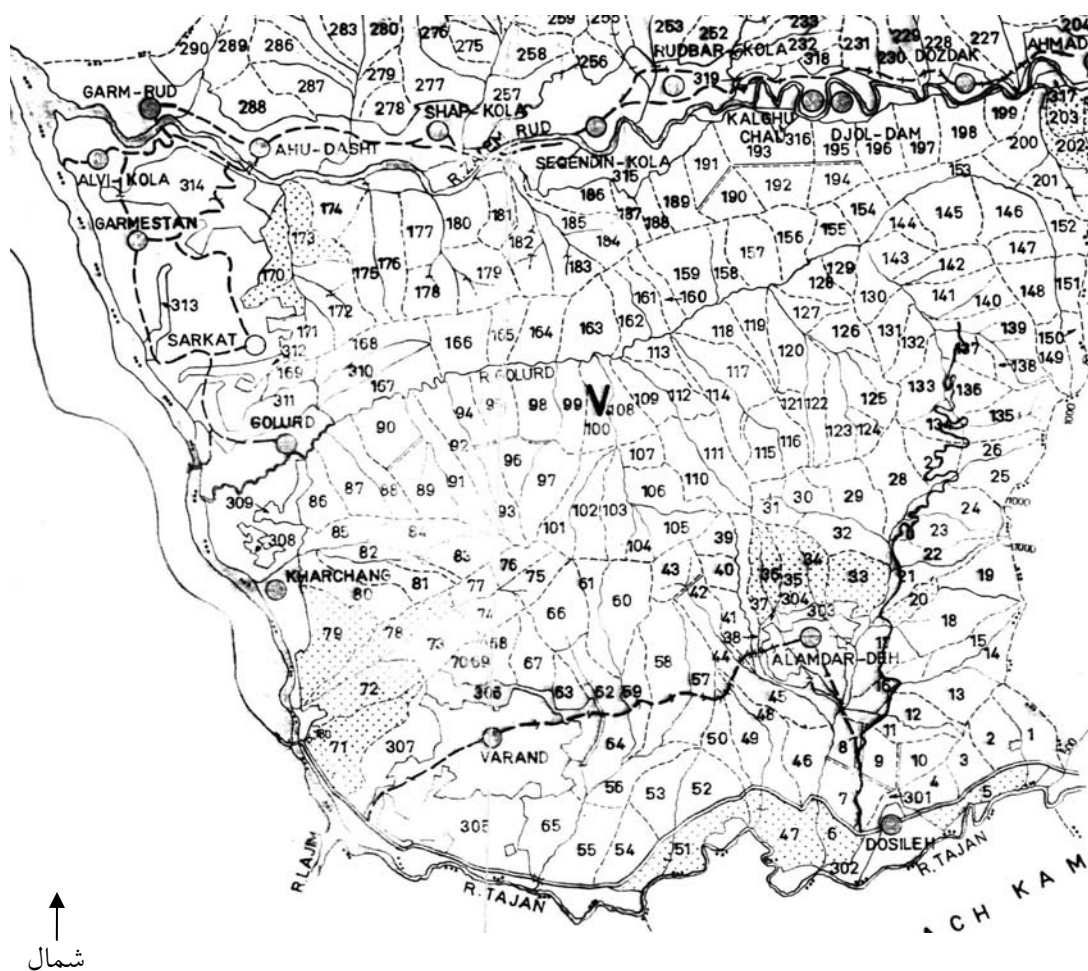 283 280 276 259 255 253 252 233 229 204
290 289 286 275 258 256 RUDBAR-KOLA 232 318 231 230 228 227 AHMAD
DOZDAK
287 279 277 257 319
GARM-RUD 288 278 SHAP-KOLA
317
RUD KALGHU CHAL 316 DJOL-DAM 198 199 203
AHU-DASHT SEQENDIN-KOLA 193 195 196 197 200 202
ALVI-KOLA 314 315 191 192 194 153 201
174 186 189 190
GARMESTAN 173 177 180 181 185 187 188 154 144 145 146 152
182 184 156 155
170 175 176 179 183 157 143 147
178 159 158 129 142
313 172 161 160 128 130 141 140 148 151
171 165 164 163 162 118 119 127
SARKAT 312 168 166 113 126 131 132 139 150
137 149
169 310 117 120 138
167 R. GOLURD 133 136
311 V 109 112 114 121 122 125
94 98 99 108 135
GOLURD 90 100 123 124
92 116
96 107 111 115 26
87 88 89 91 97 110 28 25
309 86 106 31 30 29 24
93 101 102 103 105 39
308 85 32 23
82 83 104 22
76 43 40 36 34 33 21 19
KHARCHANG 81 77 75 61 42 35
80 60 37 304 303 20
79 78 74 66 41 18
73 68 38 15
70 69 67 58 44 ALAMDAR-DEH 14
72 306 63 62 59 57 13
45 12
71 307 VARAND 64 50 49 48 11 2 1
46 8 9 10 3
56 4
53 52 7 301 5
305 65 47 6 DOSILEH
55 54 51 302
R. LAJIM R. TAJAN R. TAJAN
ACH KAM
شمال